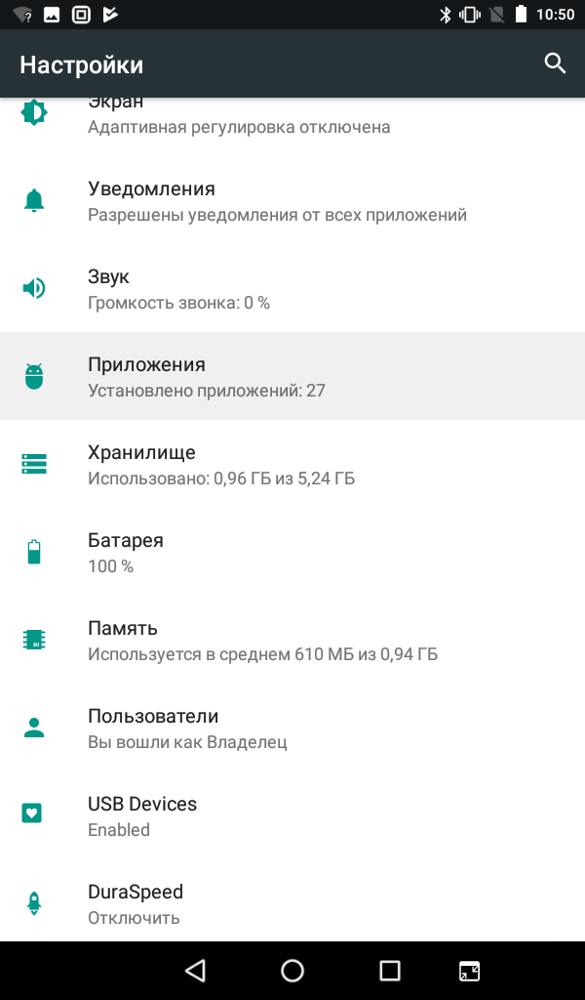 10:50
Настройки
Экран
Адаптивная регулировка отключена
Уведомления
Разрешены уведомления от всех приложений
Звук
Громкость звонка: 0 %
Приложения
Установлено приложений: 27
Хранилище
Использовано: 0,96 ГБ из 5,24 ГБ
Батарея
100 %
Память
Используется в среднем 610 МБ из 0,94 ГБ
Пользователи
Вы вошли как Владелец
USB Devices
Enabled
DuraSpeed
Отключить